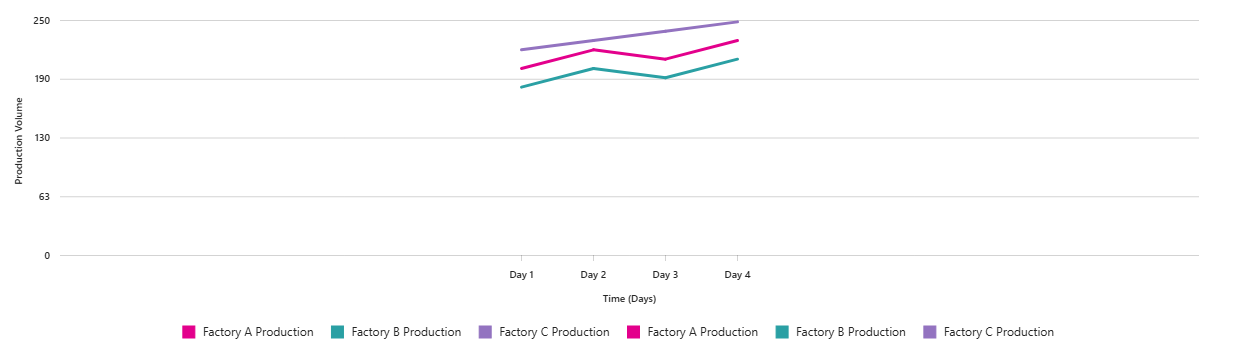 250
190
130
63
0
Production Volume
Day 1 Day 2 Day 3 Day 4
Time (Days)
Factory A Production Factory B Production Factory C Production Factory A Production Factory B Production Factory C Production